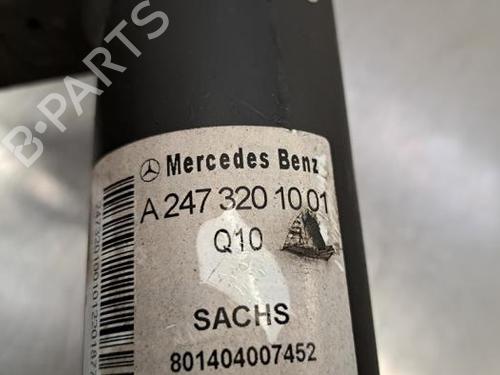 Mercedes Benz
A 247 320 10 01
Q10
SACHS
801404007452
B-PARTS